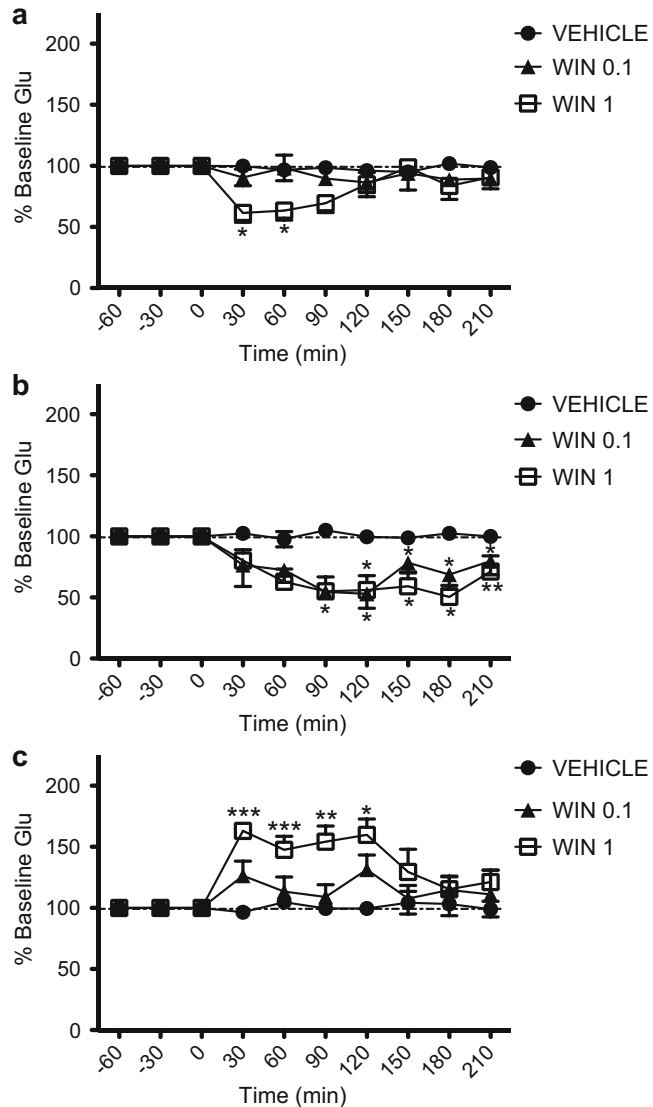 a
% Baseline Glu
200
150
100
50
0
* *
-60 -30 0 30 60 90 120 150 180 210
Time (min)
VEHICLE
WIN 0.1
WIN 1
b
% Baseline Glu
200
150
100
50
0
* * * *
* * * * **
-60 -30 0 30 60 90 120 150 180 210
Time (min)
VEHICLE
WIN 0.1
WIN 1
c
% Baseline Glu
200
150
100
50
0
*** *** ** *
-60 -30 0 30 60 90 120 150 180 210
Time (min)
VEHICLE
WIN 0.1
WIN 1